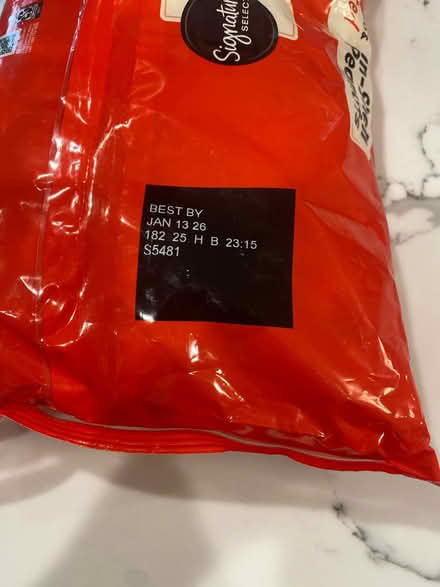 Signature
SELECT
BEST BY
JAN 13 26
182 25 H B 23:15
S5481